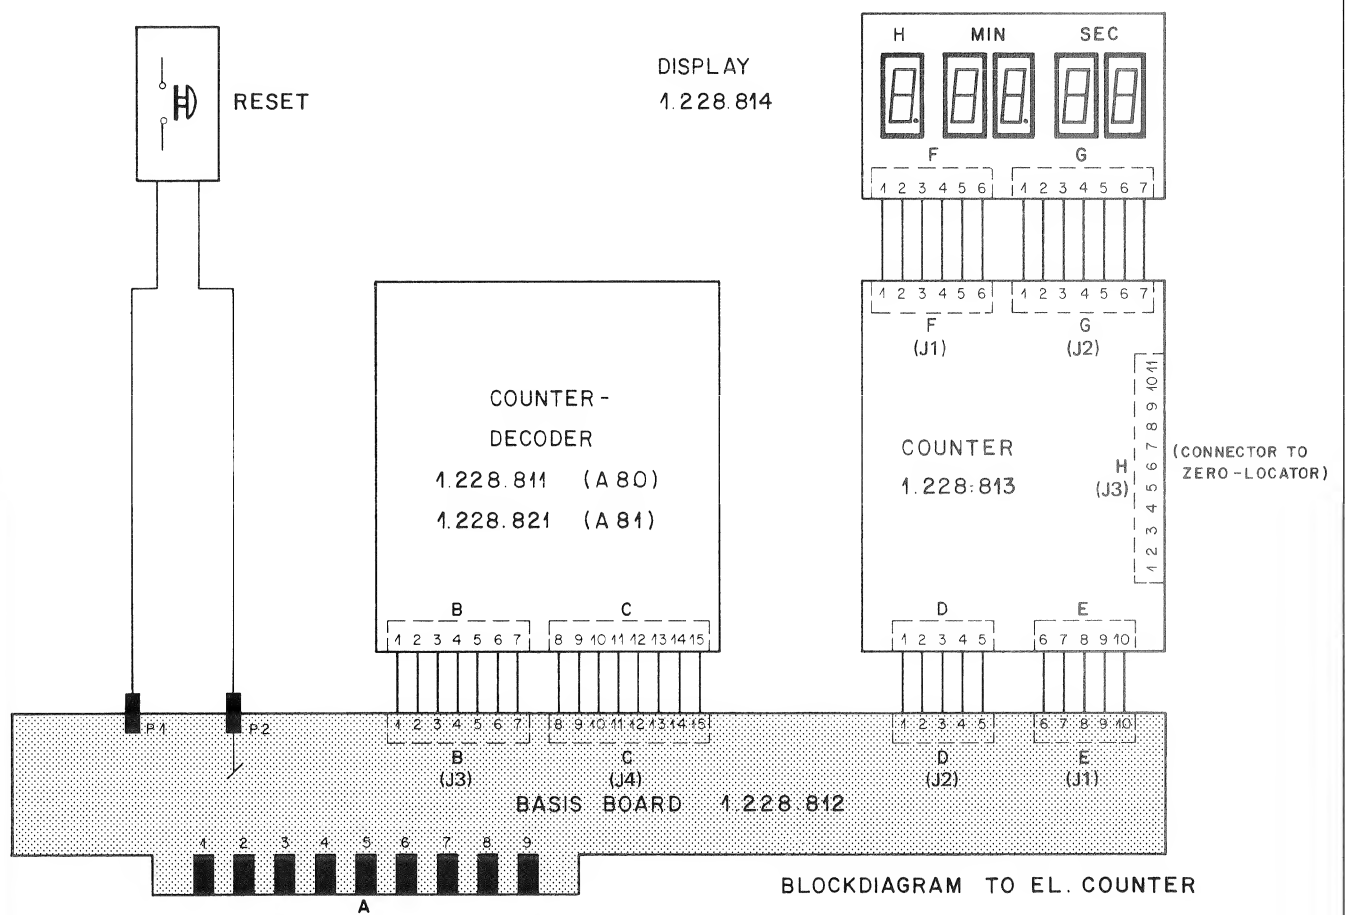 H MIN SEC
DISPLAY
1.228.814
RESET
F G
1 2 3 4 5 6 1 2 3 4 5 6 7
1 2 3 4 5 6 1 2 3 4 5 6 7
F G
(J1) (J2)
COUNTER-
DECODER
1.228.811 (A80)
1.228.821 (A81)
COUNTER
1.228:813
H
(J3)
1 2 3 4 5 6 7 8 9 10 11
(CONNECTOR TO
ZERO-LOCATOR)
B C D E
1 2 3 4 5 6 7 8 9 10 11 12 13 14 15 1 2 3 4 5 6 7 8 9 10
P1 P2 1 2 3 4 5 6 7 8 9 10 11 12 13 14 15 1 2 3 4 5 6 7 8 9 10
B C D E
(J3) (J4) (J2) (J1)
BASIS BOARD 1.228.812
1 2 3 4 5 6 7 8 9
A
BLOCKDIAGRAM TO EL. COUNTER